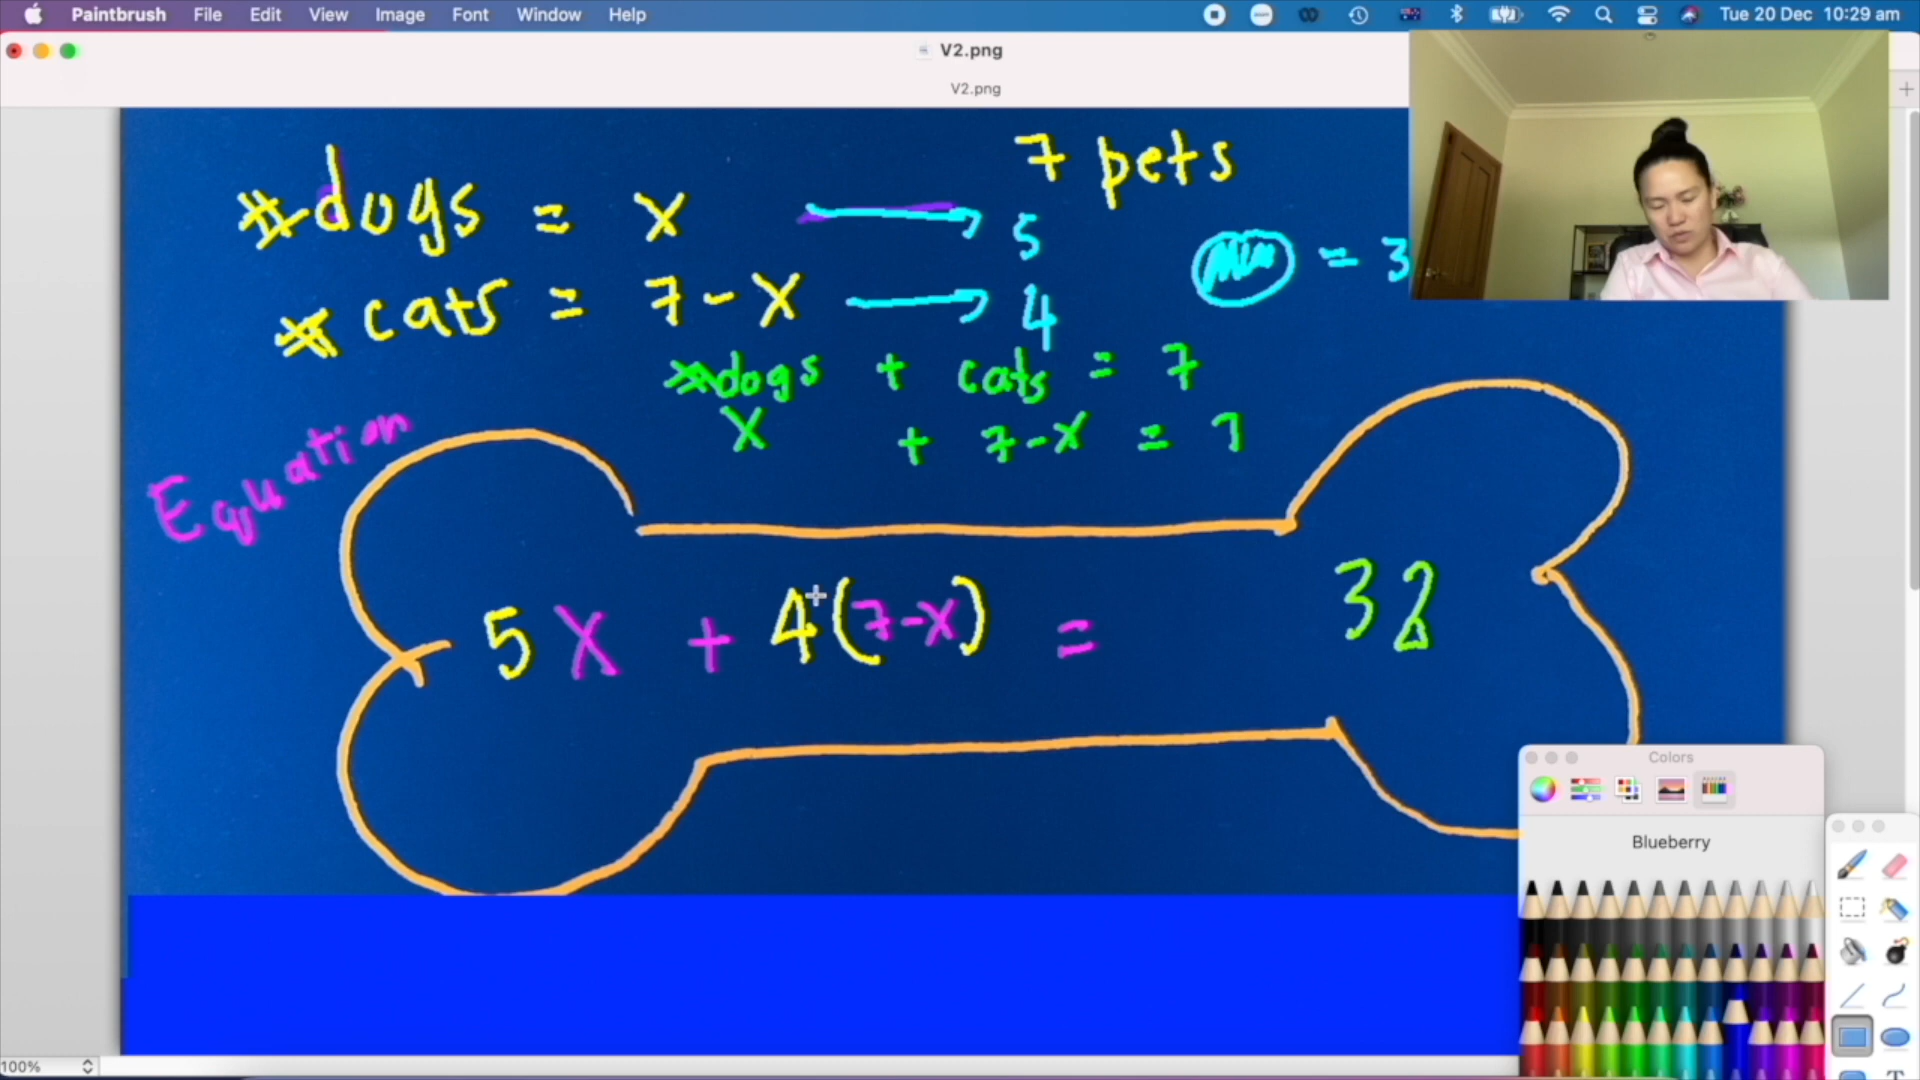 Paintbrush File Edit View Image Font Window Help Tue 20 Dec 10:29 am
V2.png
V2.png
7 pets
#dogs = x → 5
# cats = 7-x → 4
= 3
#dogs + cats = 7
x + 7-x = 7
Equation
5x + 4(7-x) = 32
Colors
Blueberry
100%